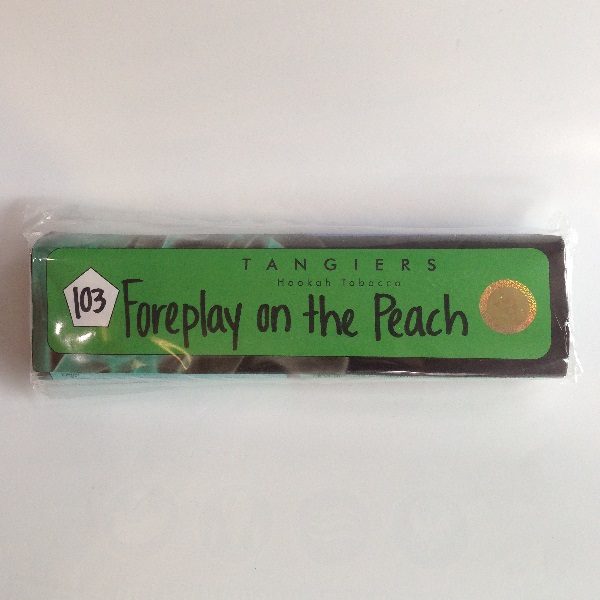 TANGIERS
Hookah Tobacco
103
Foreplay on the Peach